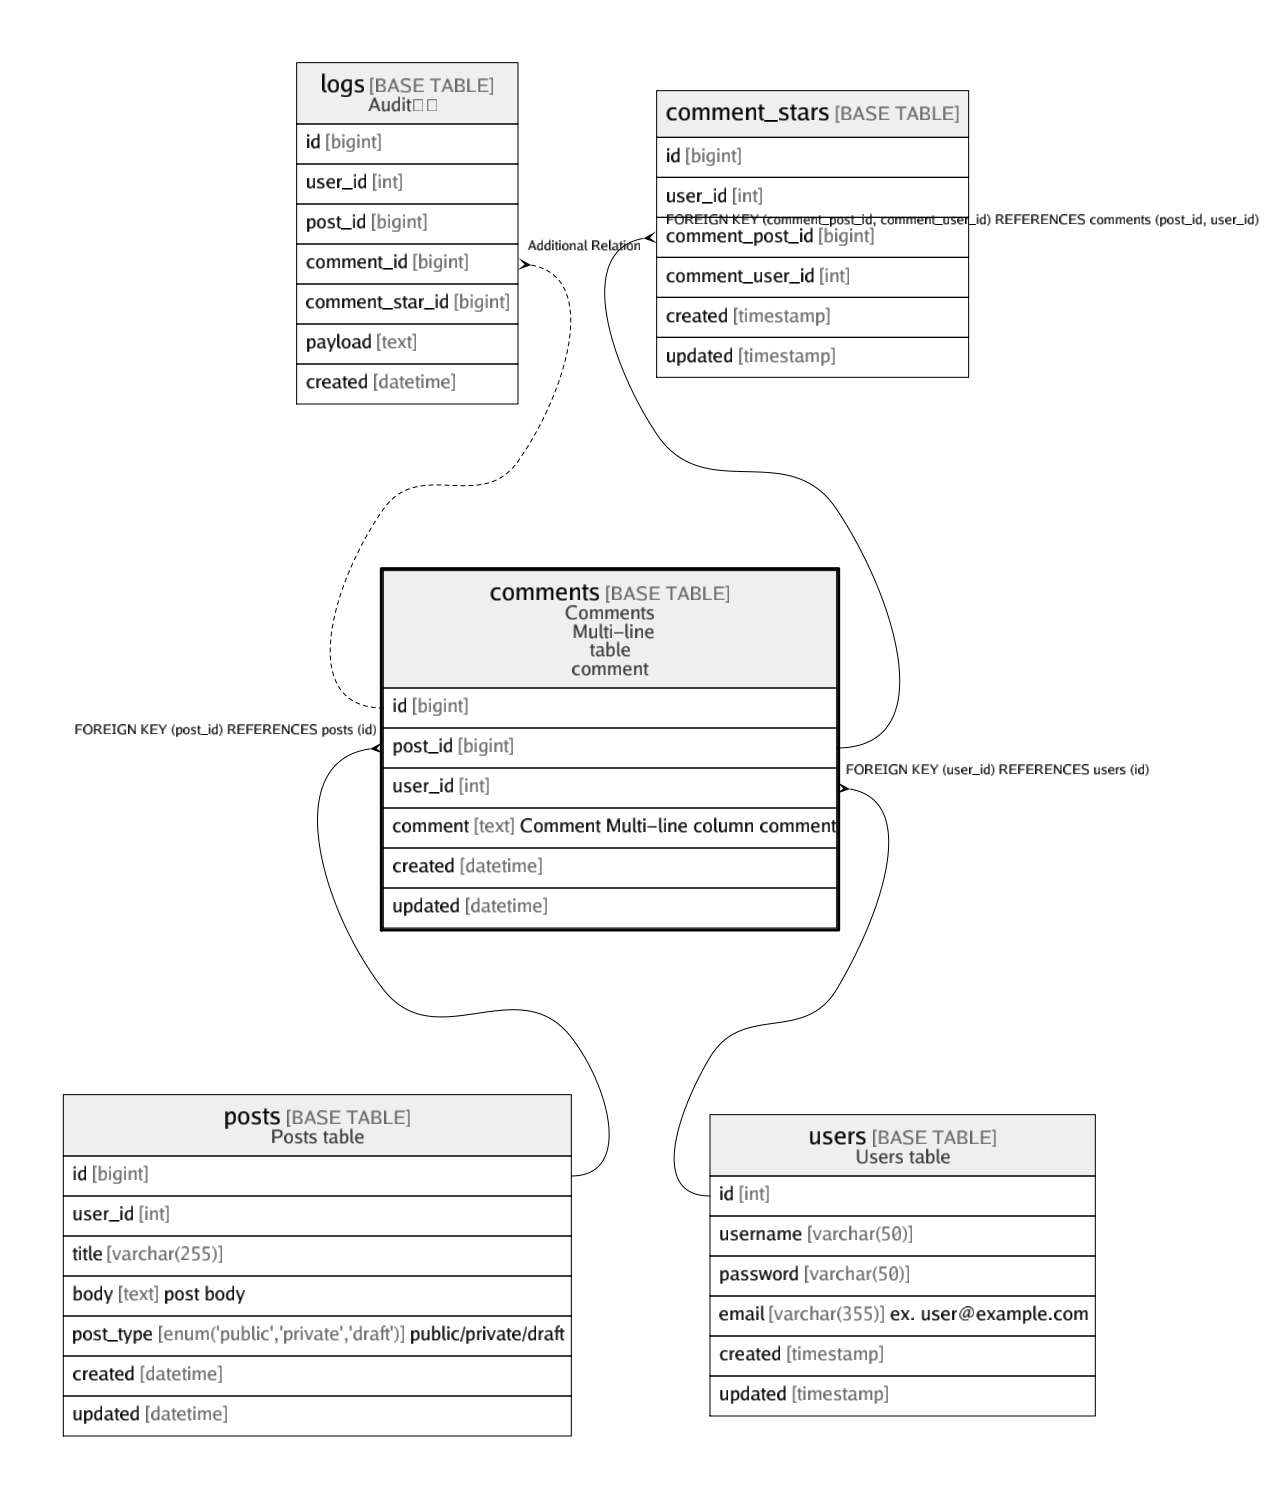 logs [BASE TABLE]
Audit
id [bigint]
user_id [int]
post_id [bigint]
comment_id [bigint]
comment_star_id [bigint]
payload [text]
created [datetime]
Additional Relation
comment_stars [BASE TABLE]
id [bigint]
user_id [int]
FOREIGN KEY (comment_post_id, comment_user_id) REFERENCES comments (post_id, user_id)
comment_post_id [bigint]
comment_user_id [int]
created [timestamp]
updated [timestamp]
comments [BASE TABLE]
Comments
Multi-line
table
comment
id [bigint]
post_id [bigint]
user_id [int]
comment [text] Comment Multi-line column comment
created [datetime]
updated [datetime]
FOREIGN KEY (post_id) REFERENCES posts (id)
FOREIGN KEY (user_id) REFERENCES users (id)
posts [BASE TABLE]
Posts table
id [bigint]
user_id [int]
title [varchar(255)]
body [text] post body
post_type [enum('public','private','draft')] public/private/draft
created [datetime]
updated [datetime]
users [BASE TABLE]
Users table
id [int]
username [varchar(50)]
password [varchar(50)]
email [varchar(355)] ex. user@example.com
created [timestamp]
updated [timestamp]